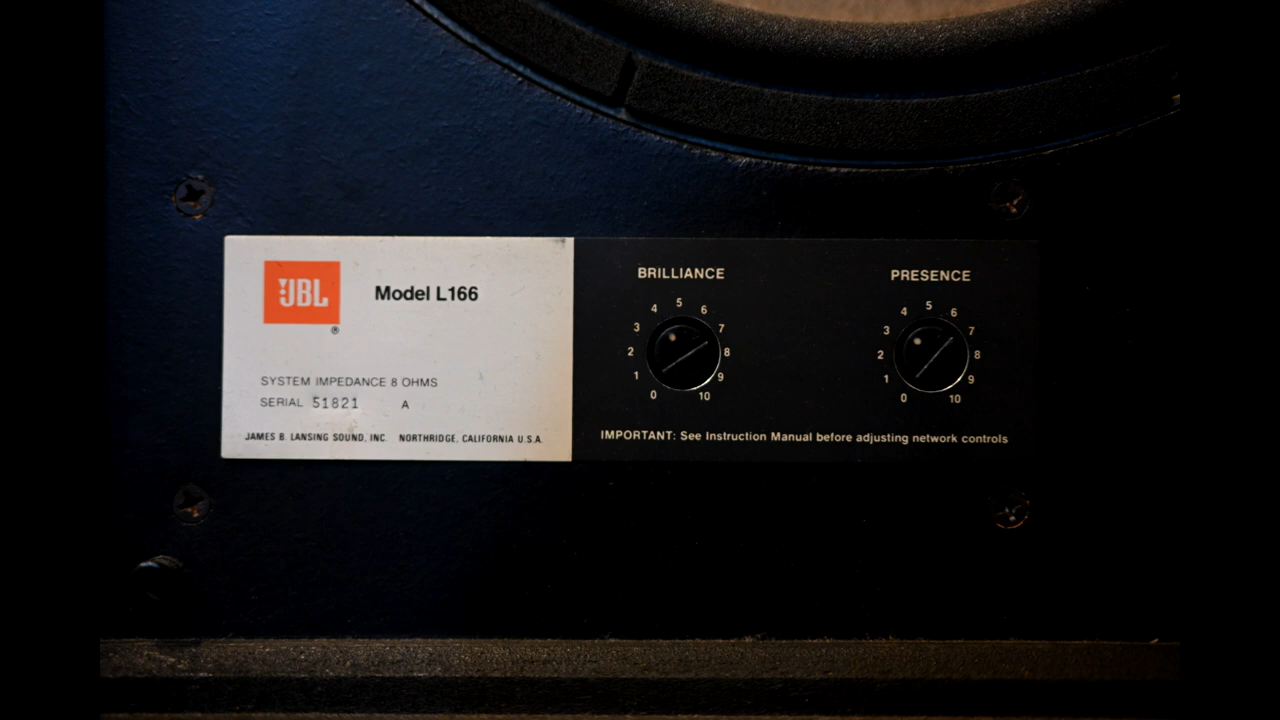 JBL
®
Model L166
SYSTEM IMPEDANCE 8 OHMS
SERIAL 51821 A
JAMES B. LANSING SOUND, INC. NORTHRIDGE, CALIFORNIA U.S.A.
BRILLIANCE
0 1 2 3 4 5 6 7 8 9 10
PRESENCE
0 1 2 3 4 5 6 7 8 9 10
IMPORTANT: See Instruction Manual before adjusting network controls